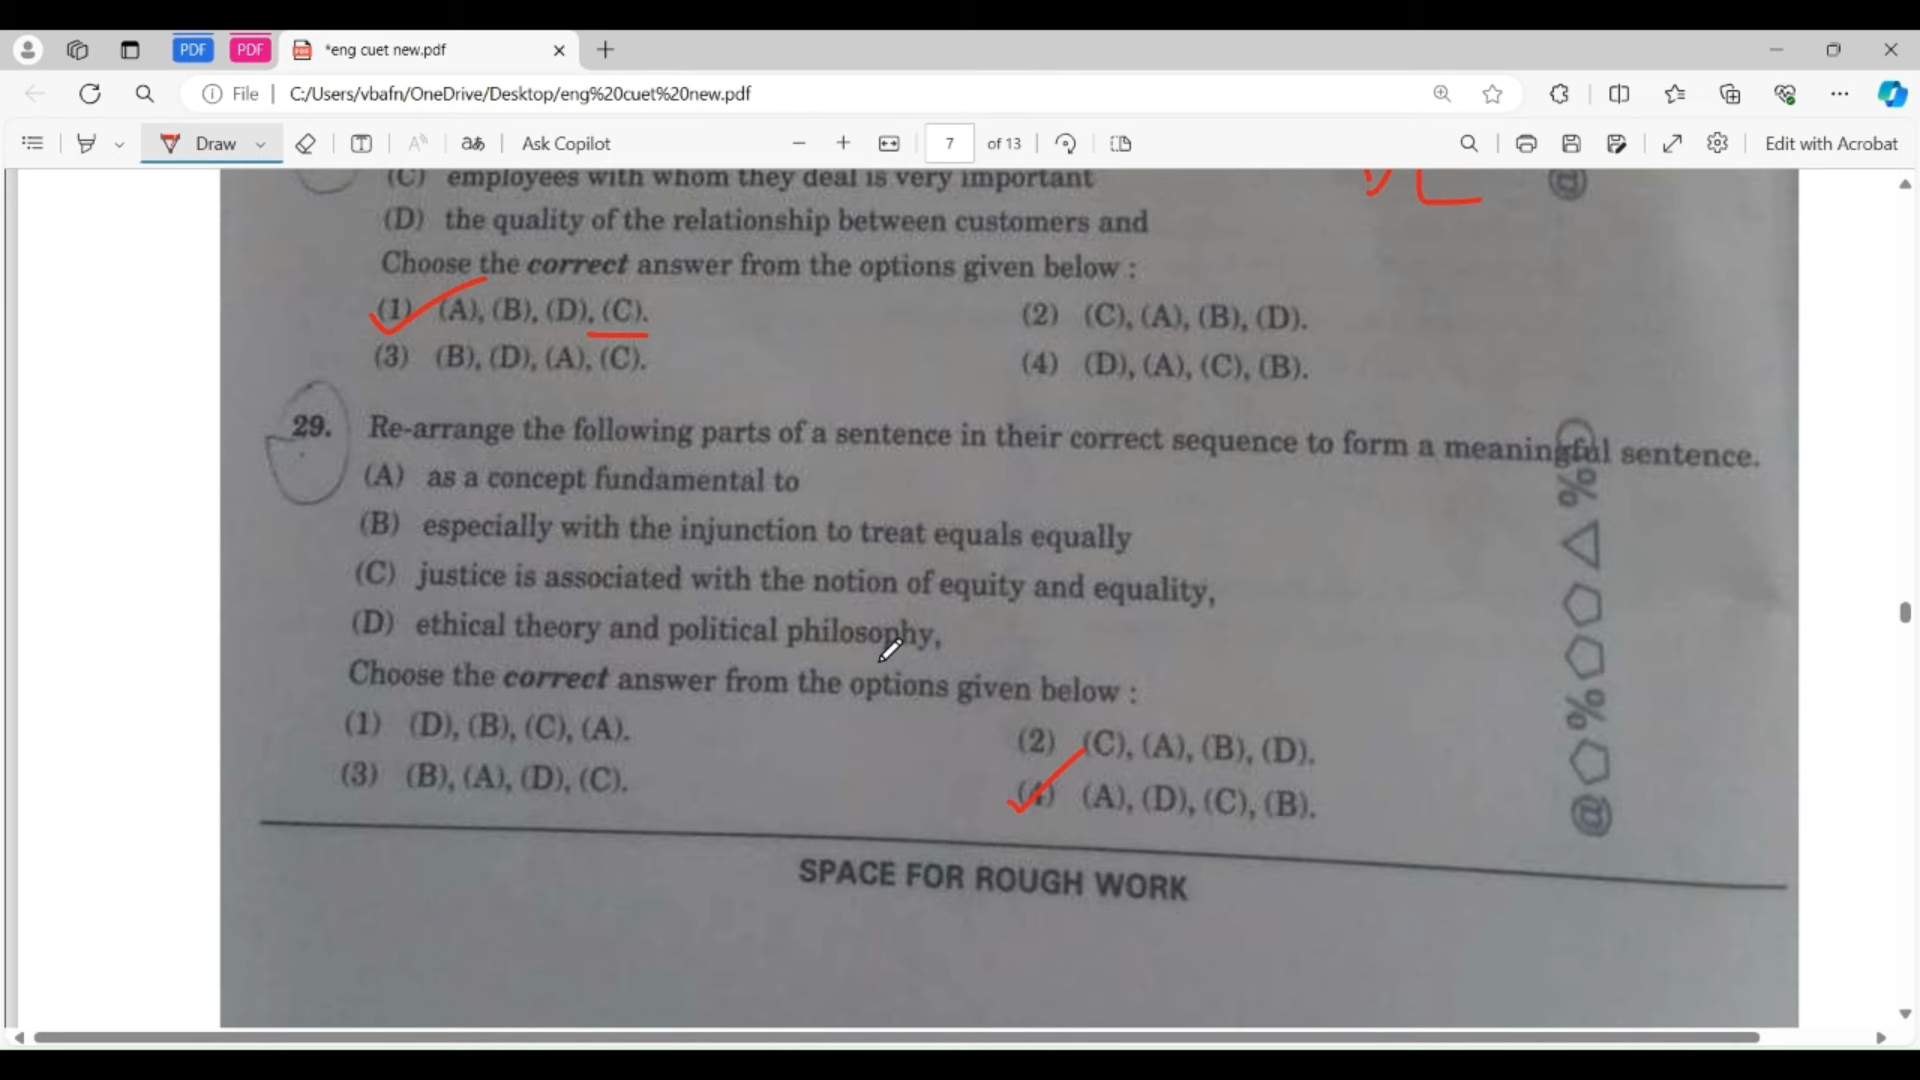 PDF
PDF
*eng cuet new.pdf
File
C:/Users/vbafn/OneDrive/Desktop/eng%20cuet%20new.pdf
Draw
Ask Copilot
7
of 13
Edit with Acrobat
(C) employees with whom they deal is very important
(D) the quality of the relationship between customers and
Choose the correct answer from the options given below :
(1) (A), (B), (D), (C).
(2) (C), (A), (B), (D).
(3) (B), (D), (A), (C).
(4) (D), (A), (C), (B).
29. Re-arrange the following parts of a sentence in their correct sequence to form a meaningful sentence.
(A) as a concept fundamental to
(B) especially with the injunction to treat equals equally
(C) justice is associated with the notion of equity and equality,
(D) ethical theory and political philosophy,
Choose the correct answer from the options given below :
(1) (D), (B), (C), (A).
(2) (C), (A), (B), (D).
(3) (B), (A), (D), (C).
(4) (A), (D), (C), (B).
SPACE FOR ROUGH WORK